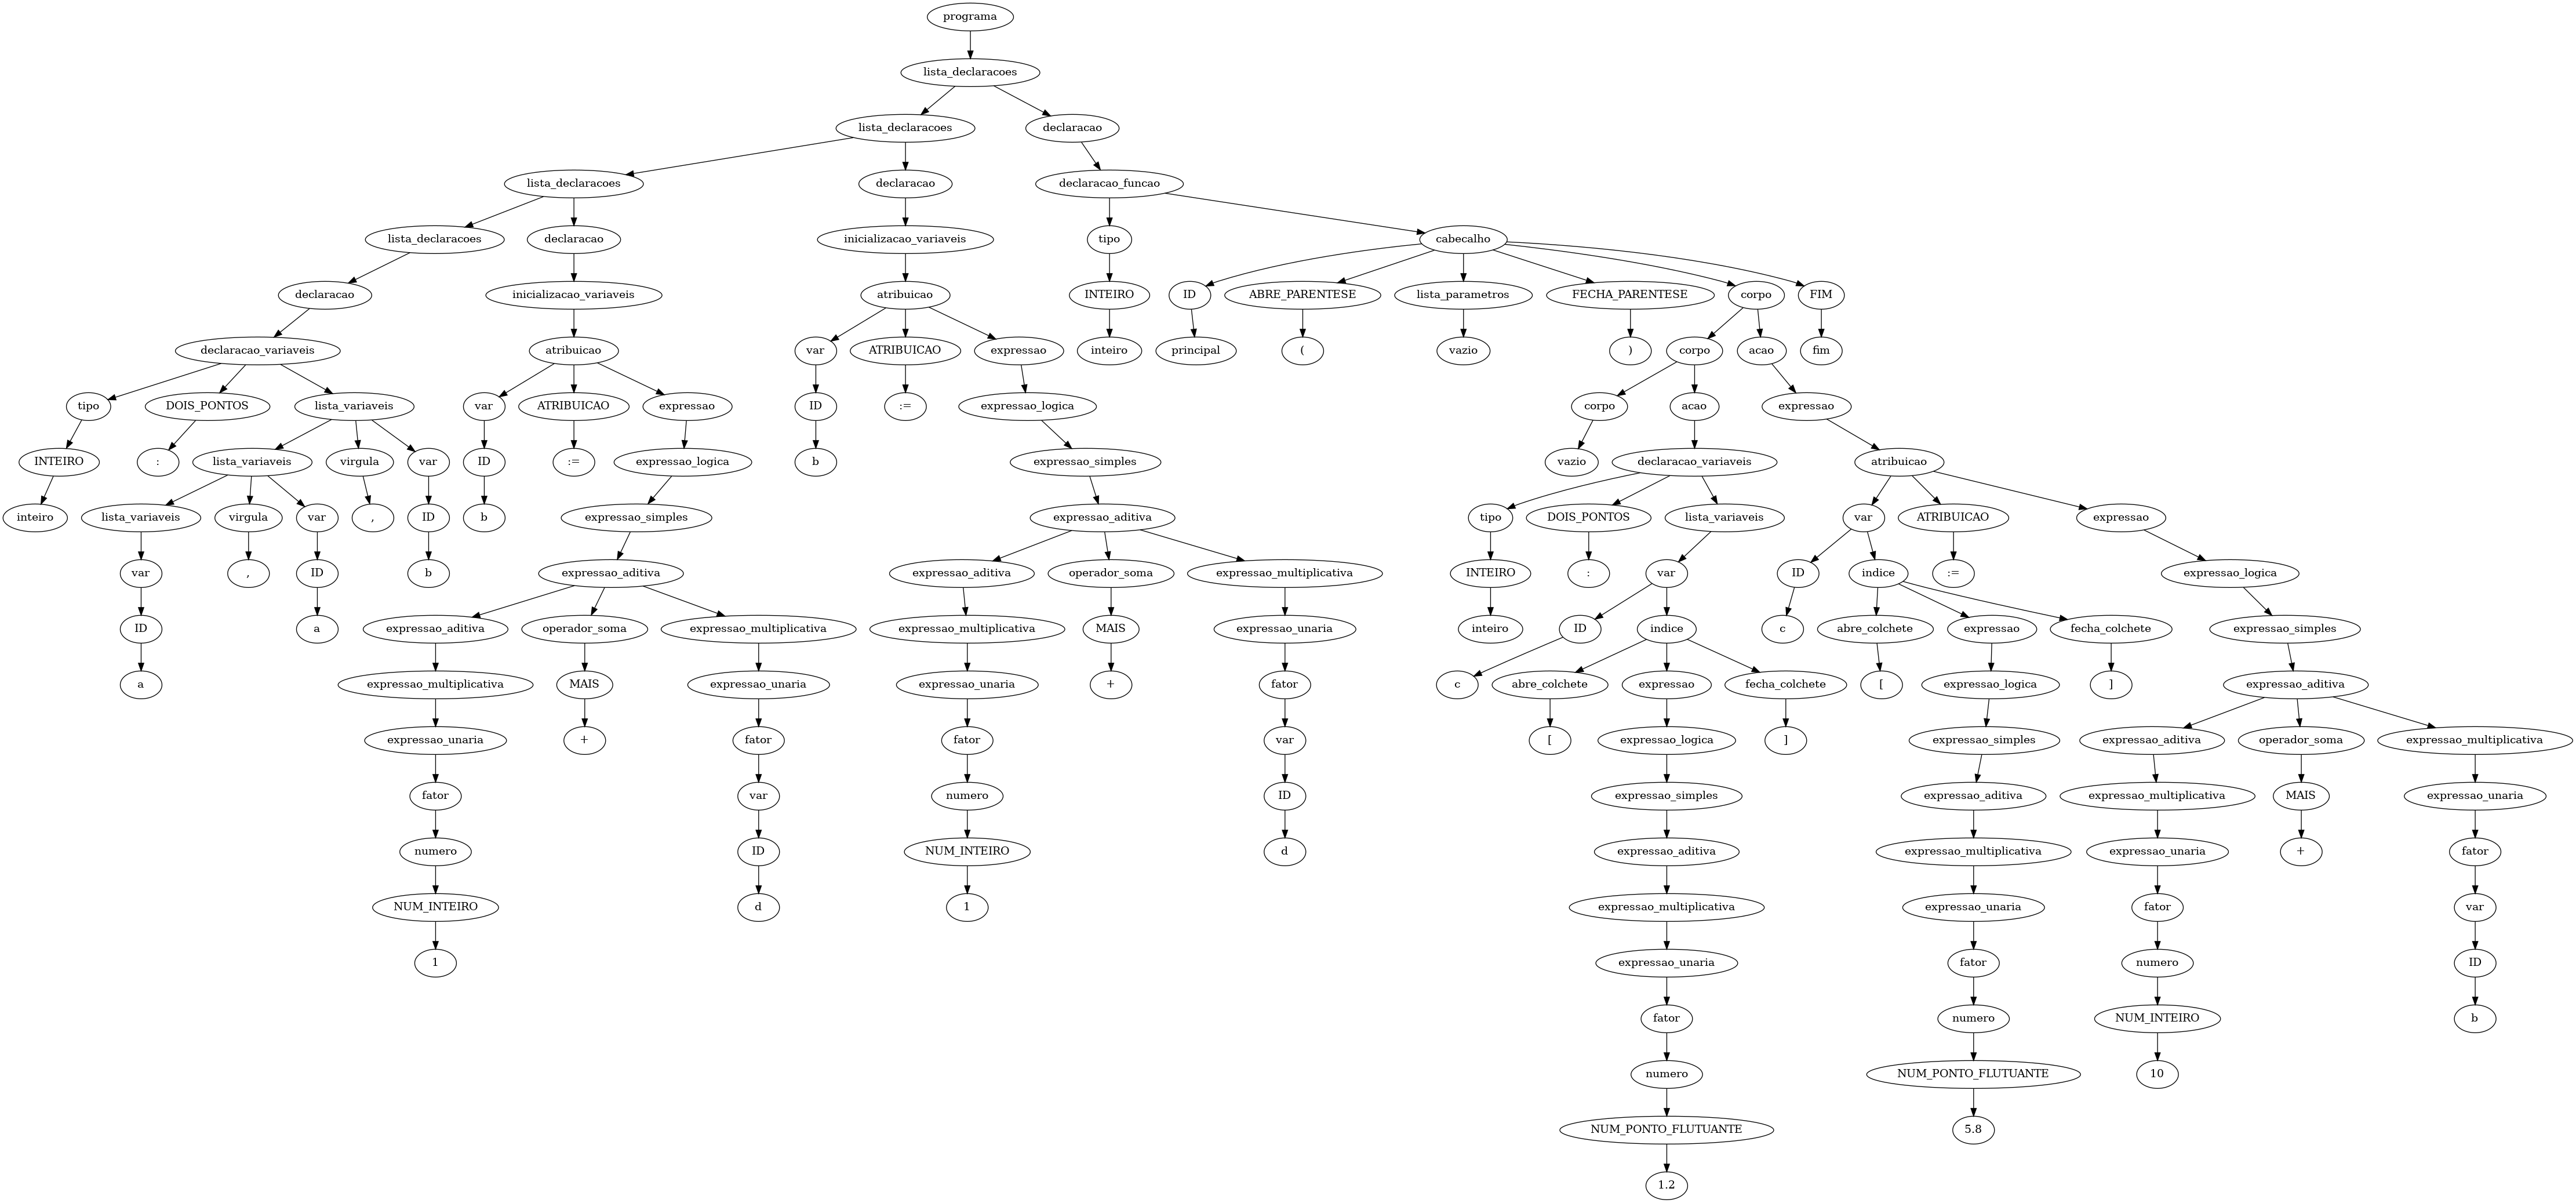 programa
lista_declaracoes
lista_declaracoes declaracao
lista_declaracoes declaracao declaracao_funcao
lista_declaracoes declaracao inicializacao_variaveis tipo cabecalho
declaracao inicializacao_variaveis atribuicao INTEIRO ID ABRE_PARENTESE lista_parametros FECHA_PARENTESE corpo FIM
declaracao_variaveis atribuicao var ATRIBUICAO expressao inteiro principal ( vazio ) corpo acao fim
tipo DOIS_PONTOS lista_variaveis var ATRIBUICAO expressao ID := expressao_logica corpo acao expressao
INTEIRO : lista_variaveis virgula var ID := expressao_logica b expressao_simples vazio declaracao_variaveis atribuicao
inteiro lista_variaveis virgula var , ID b expressao_simples expressao_aditiva tipo DOIS_PONTOS lista_variaveis var ATRIBUICAO expressao
var , ID b expressao_aditiva expressao_aditiva operador_soma expressao_multiplicativa INTEIRO : var ID indice := expressao_logica
ID a expressao_aditiva operador_soma expressao_multiplicativa expressao_multiplicativa MAIS expressao_unaria inteiro ID indice c abre_colchete expressao fecha_colchete expressao_simples
a expressao_multiplicativa MAIS expressao_unaria expressao_unaria + fator c abre_colchete expressao fecha_colchete [ expressao_logica ] expressao_aditiva
expressao_unaria + fator fator var [ expressao_logica ] expressao_simples expressao_aditiva operador_soma expressao_multiplicativa
fator var numero ID expressao_simples expressao_aditiva expressao_multiplicativa MAIS expressao_unaria
numero ID NUM_INTEIRO d expressao_aditiva expressao_multiplicativa expressao_unaria + fator
NUM_INTEIRO d 1 expressao_multiplicativa expressao_unaria fator var
1 expressao_unaria fator numero ID
fator numero NUM_INTEIRO b
numero NUM_PONTO_FLUTUANTE 10
NUM_PONTO_FLUTUANTE 5.8
1.2